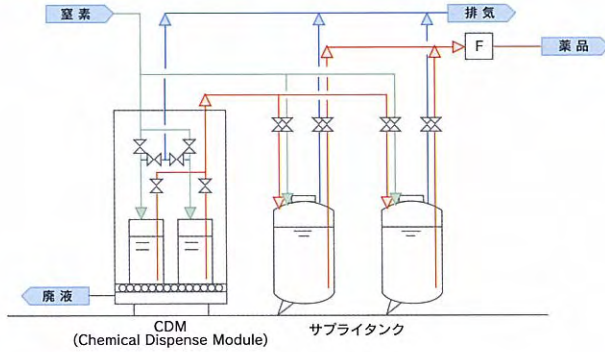 窒素
排気
F
薬品
廃液
CDM
(Chemical Dispense Module)
サプライタンク